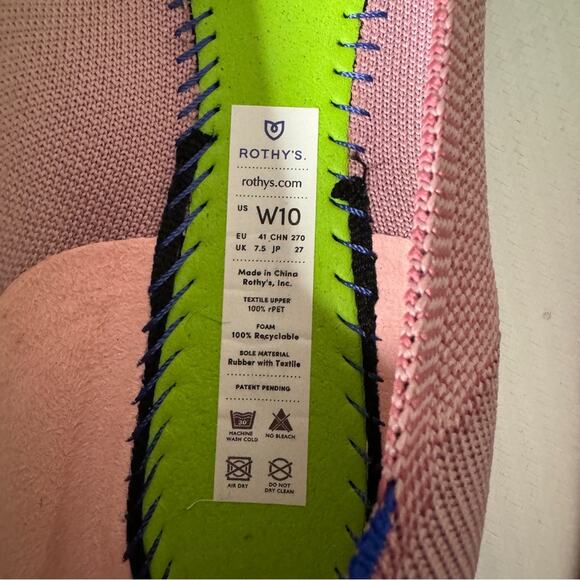 ROTHY'S.
rothys.com
US W10
EU 41 CHN 270
UK 7.5 JP 27
Made in China
Rothy's, Inc.
TEXTILE UPPER
100% rPET
FOAM
100% Recyclable
SOLE MATERIAL
Rubber with Textile
PATENT PENDING
30°
MACHINE WASH COLD
NO BLEACH
AIR DRY
DO NOT DRY CLEAN